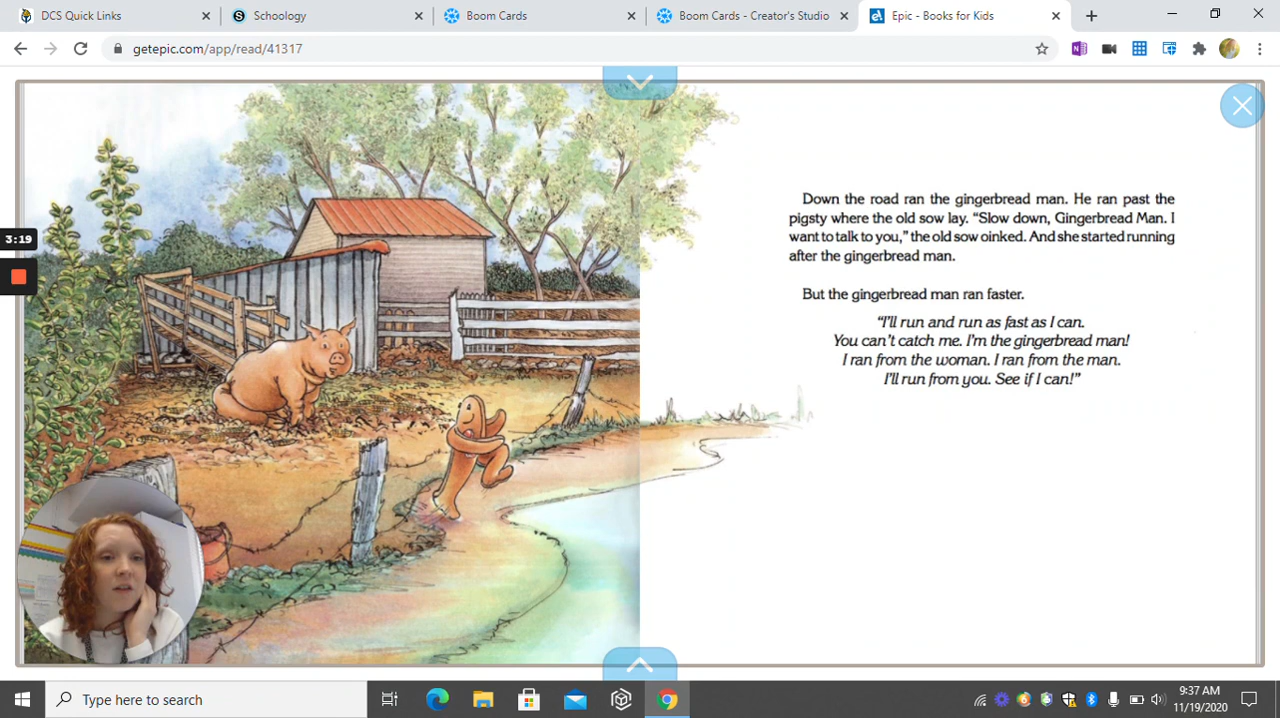 DCS Quick Links
Schoology
Boom Cards
Boom Cards - Creator's Studio
Epic - Books for Kids
getepic.com/app/read/41317
3:19
Down the road ran the gingerbread man. He ran past the
pigsty where the old sow lay. “Slow down, Gingerbread Man. I
want to talk to you,” the old sow oinked. And she started running
after the gingerbread man.
But the gingerbread man ran faster.
“I’ll run and run as fast as I can.
You can’t catch me. I’m the gingerbread man!
I ran from the woman. I ran from the man.
I’ll run from you. See if I can!”
Type here to search
9:37 AM
11/19/2020